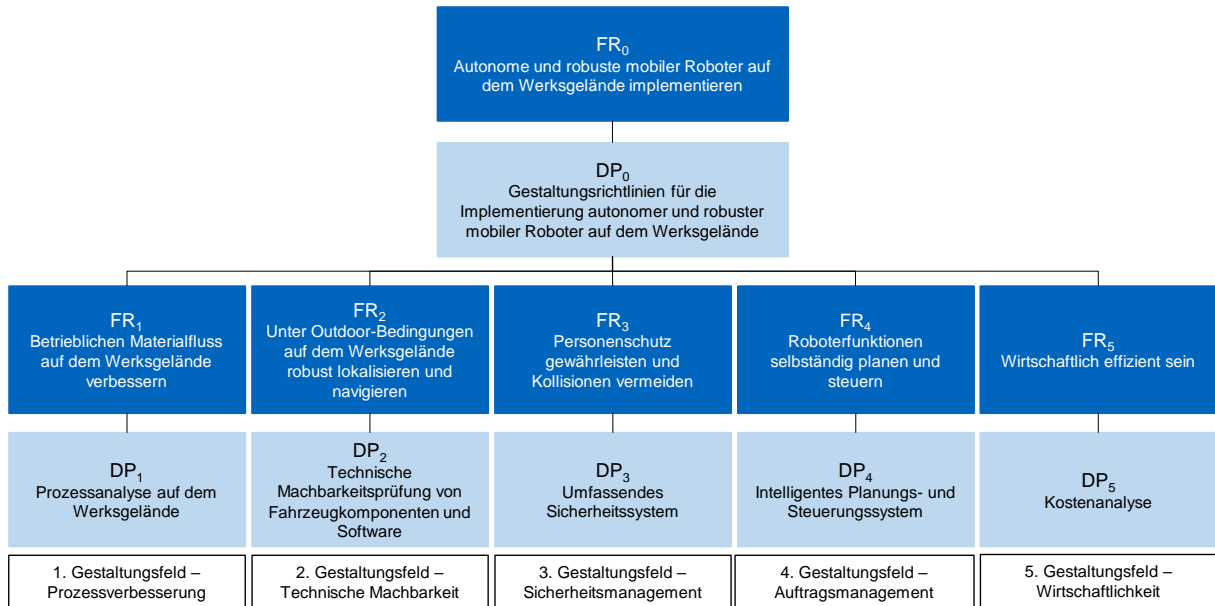 FR₀
Autonome und robuste mobiler Roboter auf
dem Werksgelände implementieren
DP₀
Gestaltungsrichtlinien für die
Implementierung autonomer und robuster
mobiler Roboter auf dem Werksgelände
FR₁
Betrieblichen Materialfluss
auf dem Werksgelände
verbessern
FR₂
Unter Outdoor-Bedingungen
auf dem Werksgelände
robust lokalisieren und
navigieren
FR₃
Personenschutz
gewährleisten und
Kollisionen vermeiden
FR₄
Roboterfunktionen
selbständig planen und
steuern
FR₅
Wirtschaftlich effizient sein
DP₁
Prozessanalyse auf dem
Werksgelände
DP₂
Technische
Machbarkeitsprüfung von
Fahrzeugkomponenten und
Software
DP₃
Umfassendes
Sicherheitssystem
DP₄
Intelligentes Planungs- und
Steuerungssystem
DP₅
Kostenanalyse
1. Gestaltungsfeld –
Prozessverbesserung
2. Gestaltungsfeld –
Technische Machbarkeit
3. Gestaltungsfeld –
Sicherheitsmanagement
4. Gestaltungsfeld –
Auftragsmanagement
5. Gestaltungsfeld –
Wirtschaftlichkeit